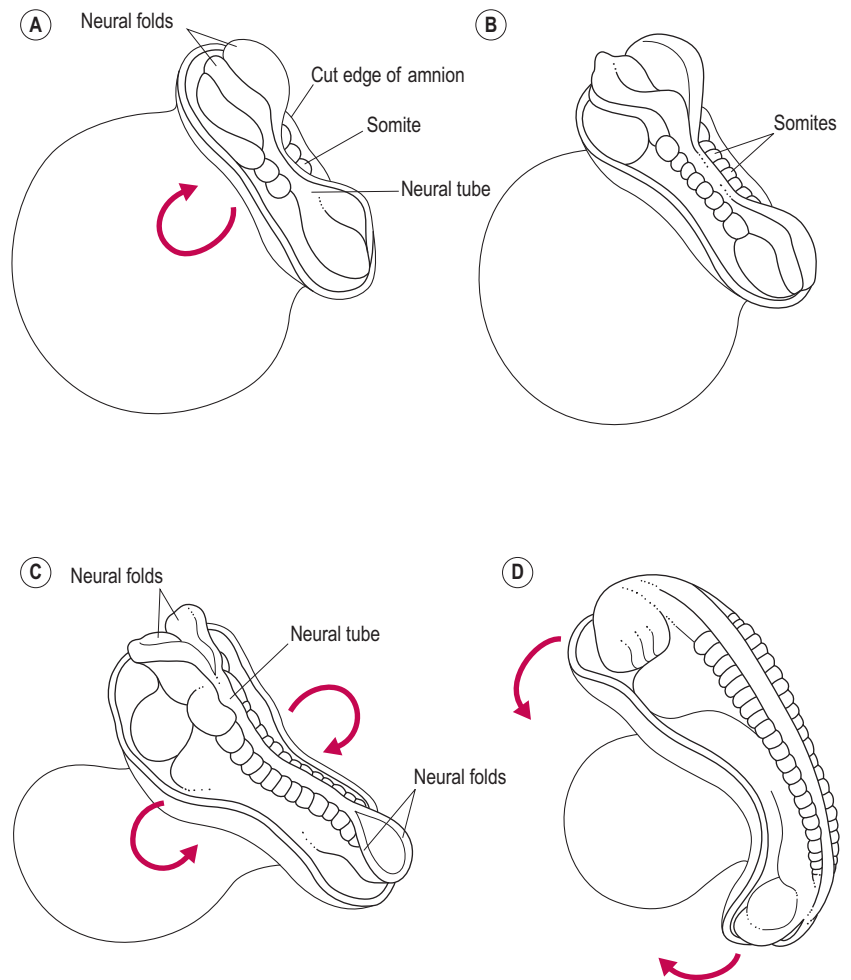 A
Neural folds
Cut edge of amnion
Somite
Neural tube
B
Somites
C
Neural folds
Neural tube
Neural folds
D